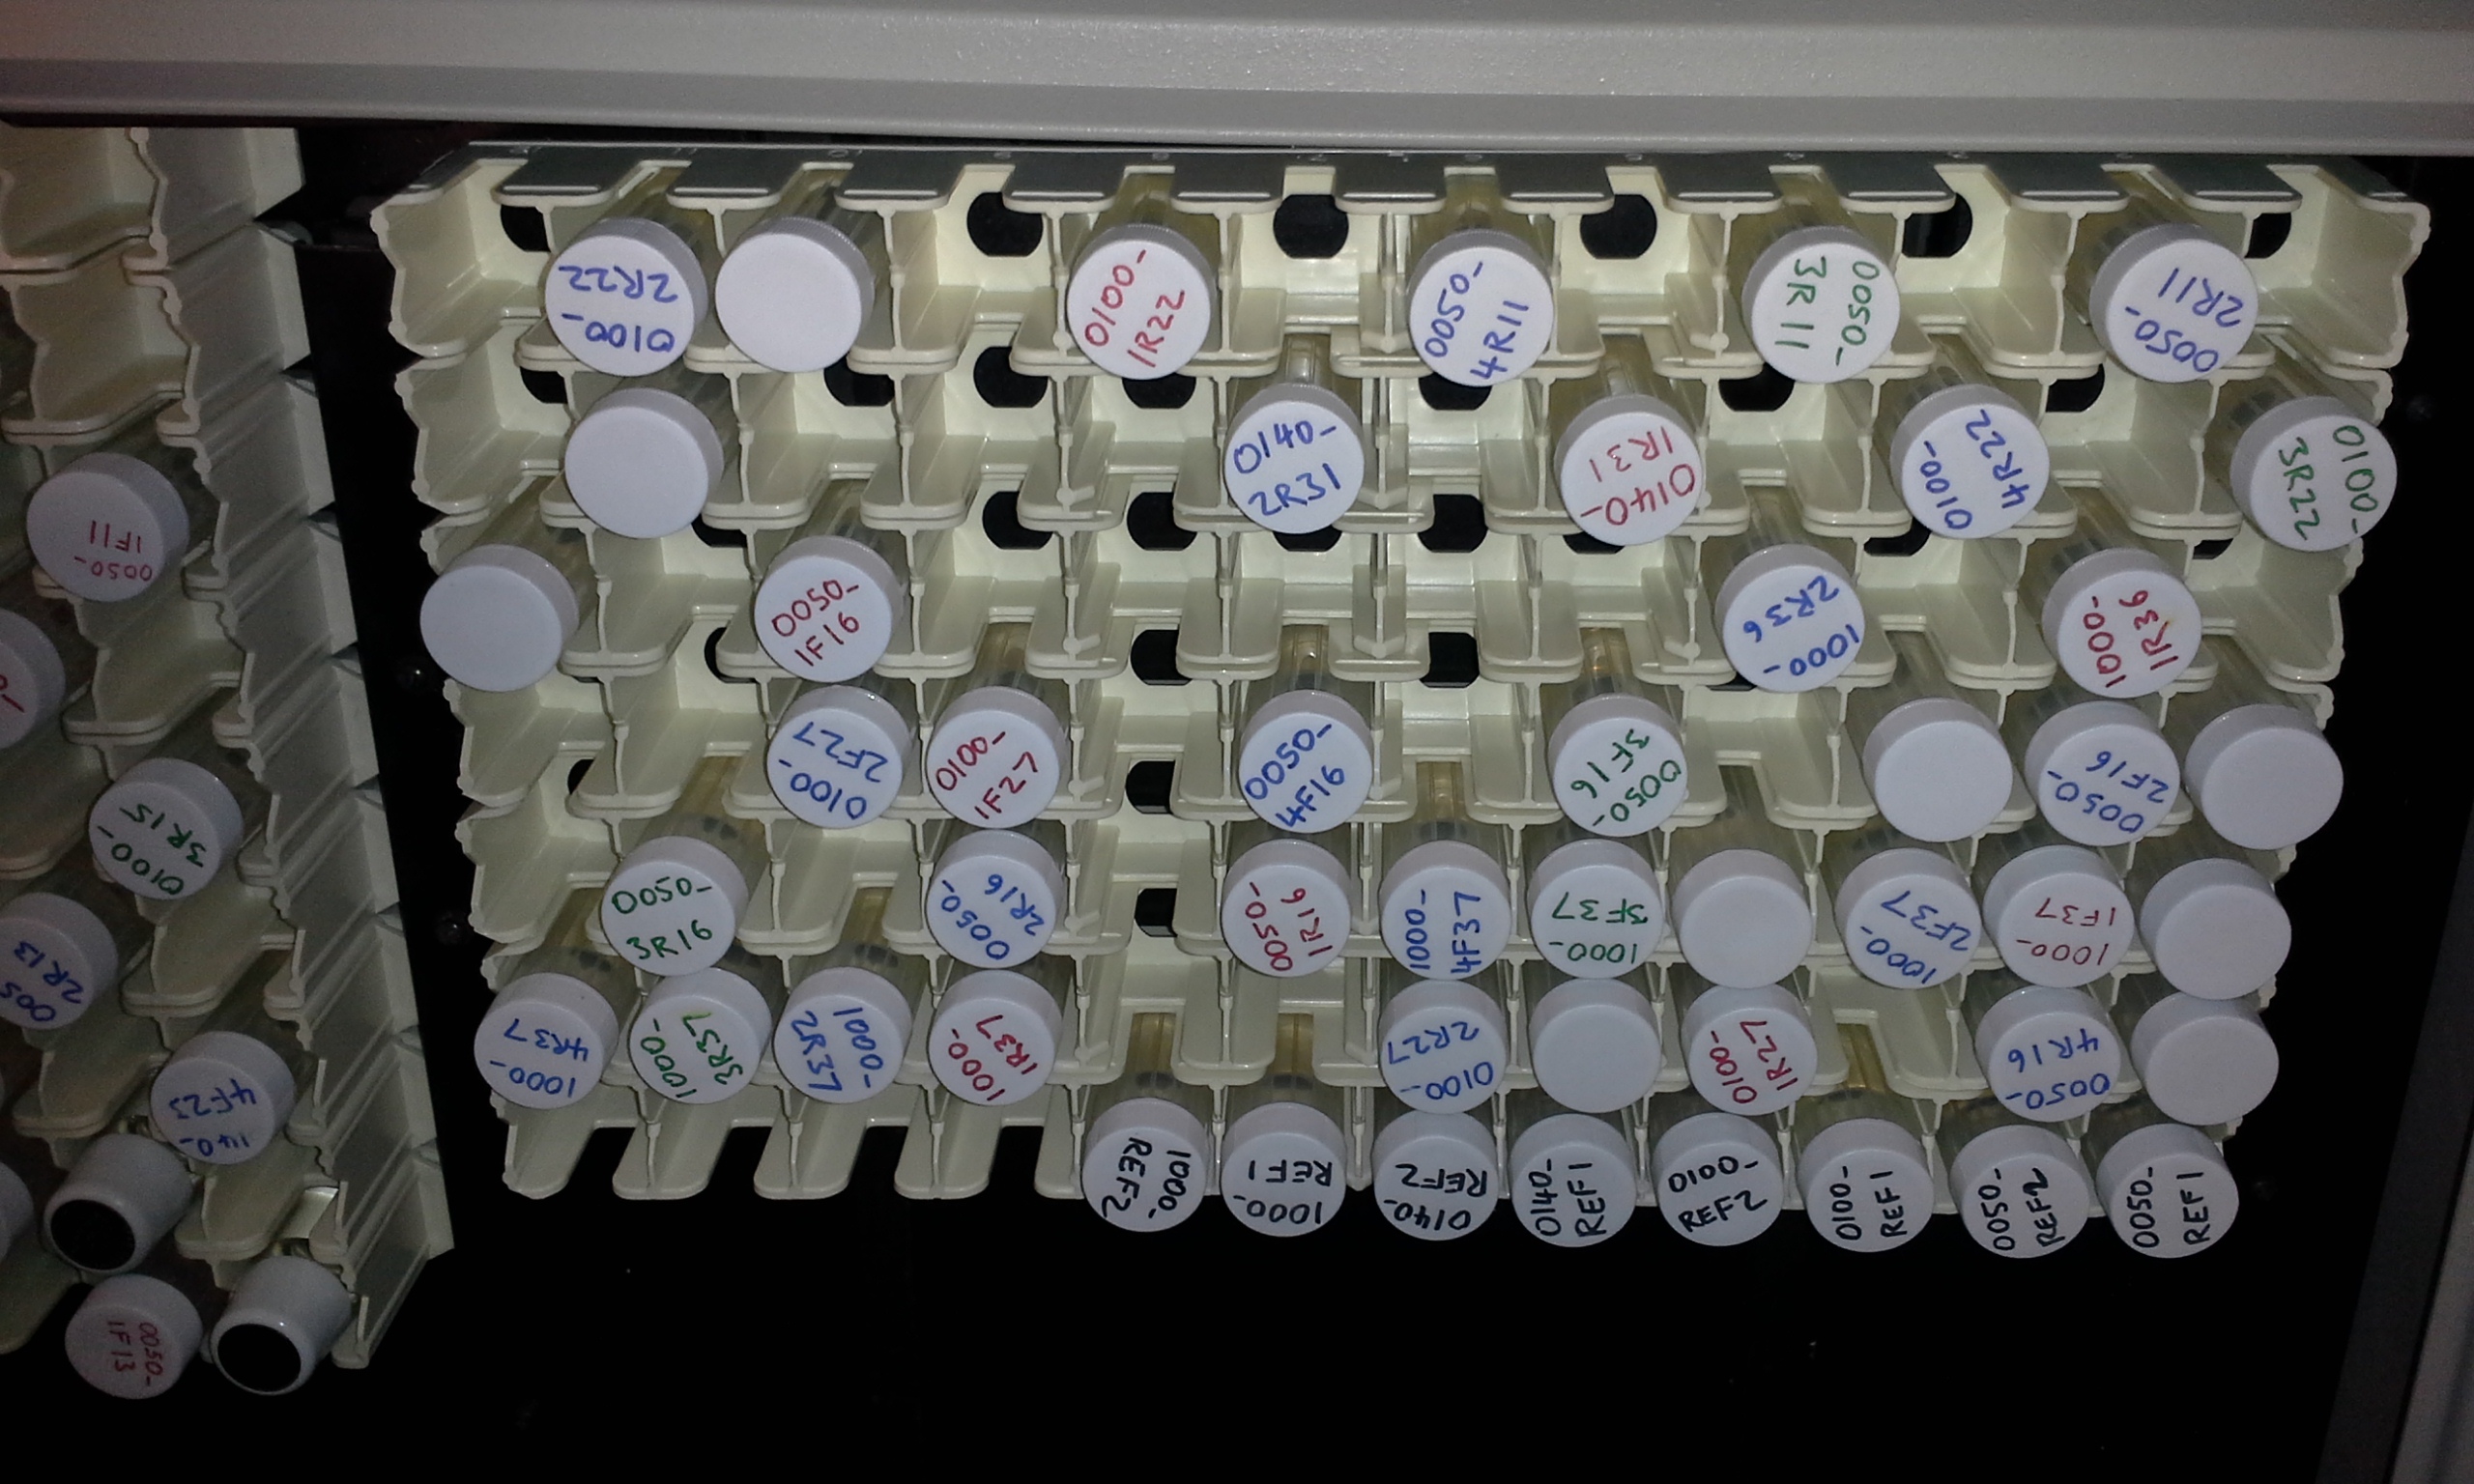 0050-
REF1
0050-
REF2
0100-
REF1
0100-
REF2
0140-
REF1
0140-
REF2
1000-
REF1
1000-
REF2
0050-
4R16
0100-
1R27
0100-
2R27
1000-
1R37
1000-
2R37
1000-
3R37
1000-
4R37
1000-
1F37
1000-
2F37
1000-
3F37
1000-
4F37
0050-
1R16
0050-
2R16
0050-
3R16
0050-
2F16
0050-
3F16
0050-
4F16
0100-
1F27
0100-
2F27
1000-
1R36
1000-
2R36
0050-
1F16
0100-
3R22
0100-
4R22
0140-
1R31
0140-
2R31
0050-
2R11
0050-
3R11
0050-
4R11
0100-
1R22
0100-
2R22
0050-
1F13
140-
4F23
005
2R13
0100-
3R15
0050-
1F11